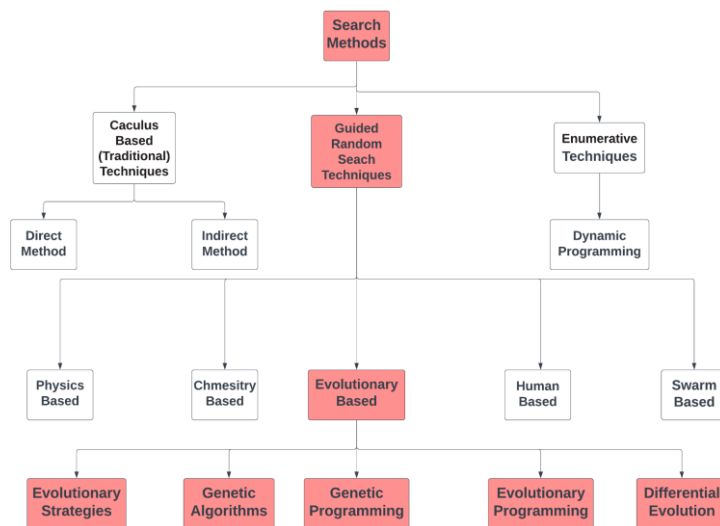 Search
Methods
Caculus
Based
(Traditional)
Techniques
Guided
Random
Seach
Techniques
Enumerative
Techniques
Direct
Method
Indirect
Method
Dynamic
Programming
Physics
Based
Chmesitry
Based
Evolutionary
Based
Human
Based
Swarm
Based
Evolutionary
Strategies
Genetic
Algorithms
Genetic
Programming
Evolutionary
Programming
Differential
Evolution